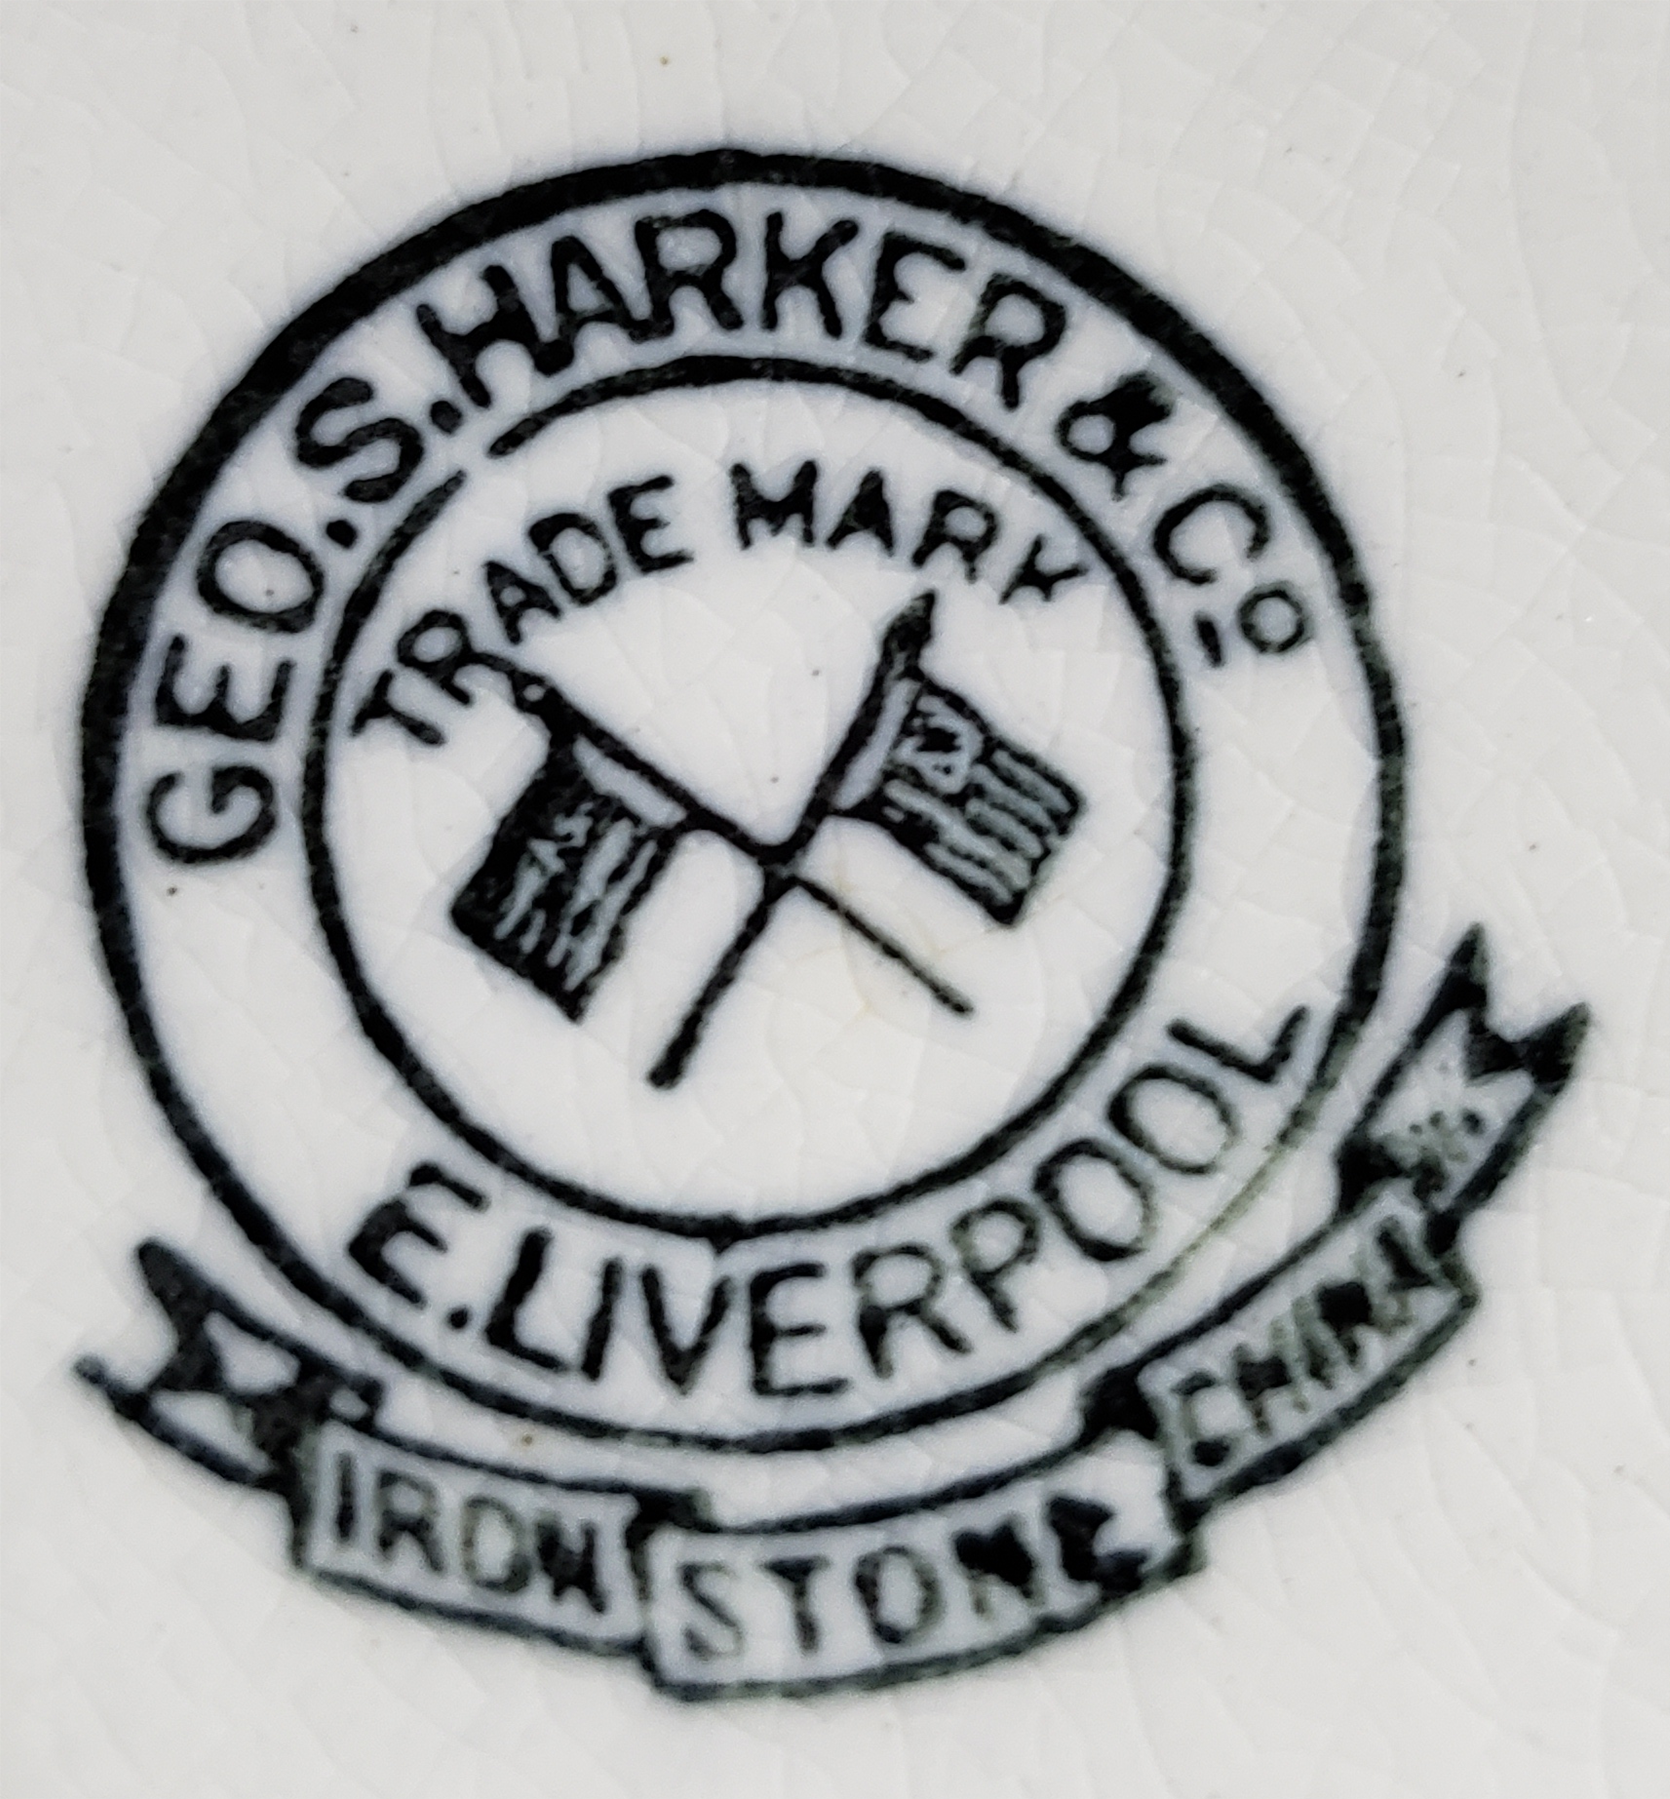 GEO.S.HARKER & Cº
TRADE MARK
E.LIVERPOOL
IRON STONE CHINA